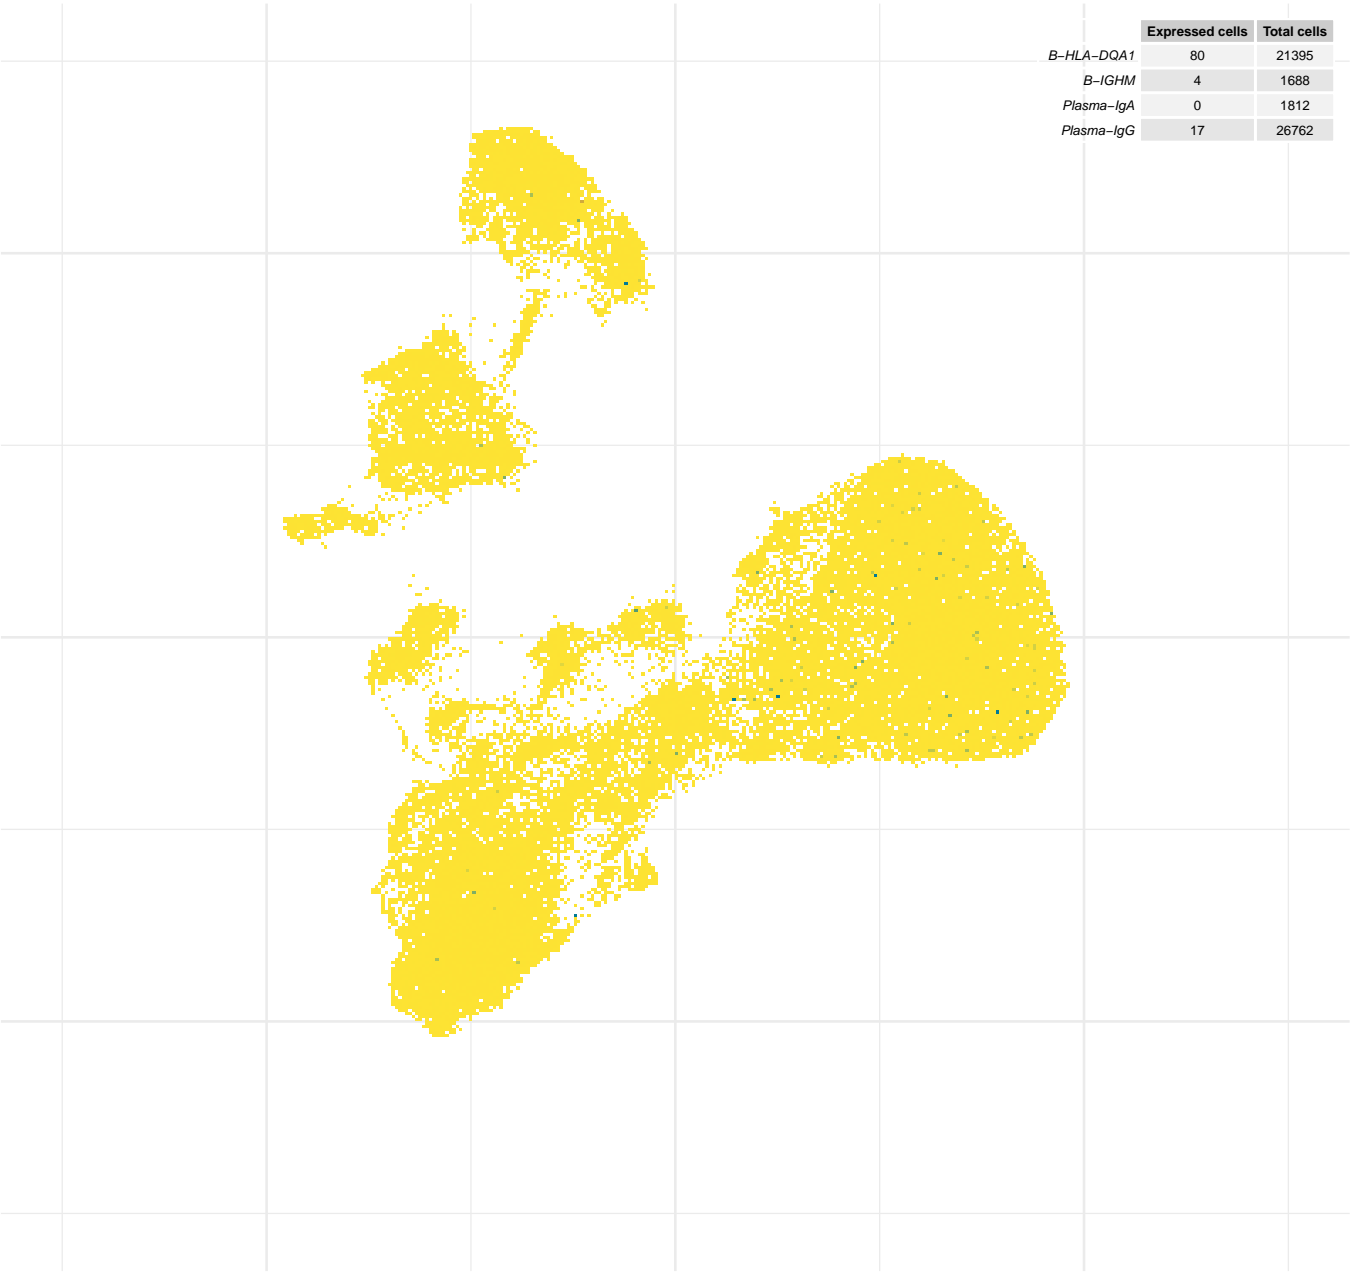 Expressed cells Total cells
B−HLA−DQA1 80 21395
B−IGHM 4 1688
Plasma−IgA 0 1812
Plasma−IgG 17 26762